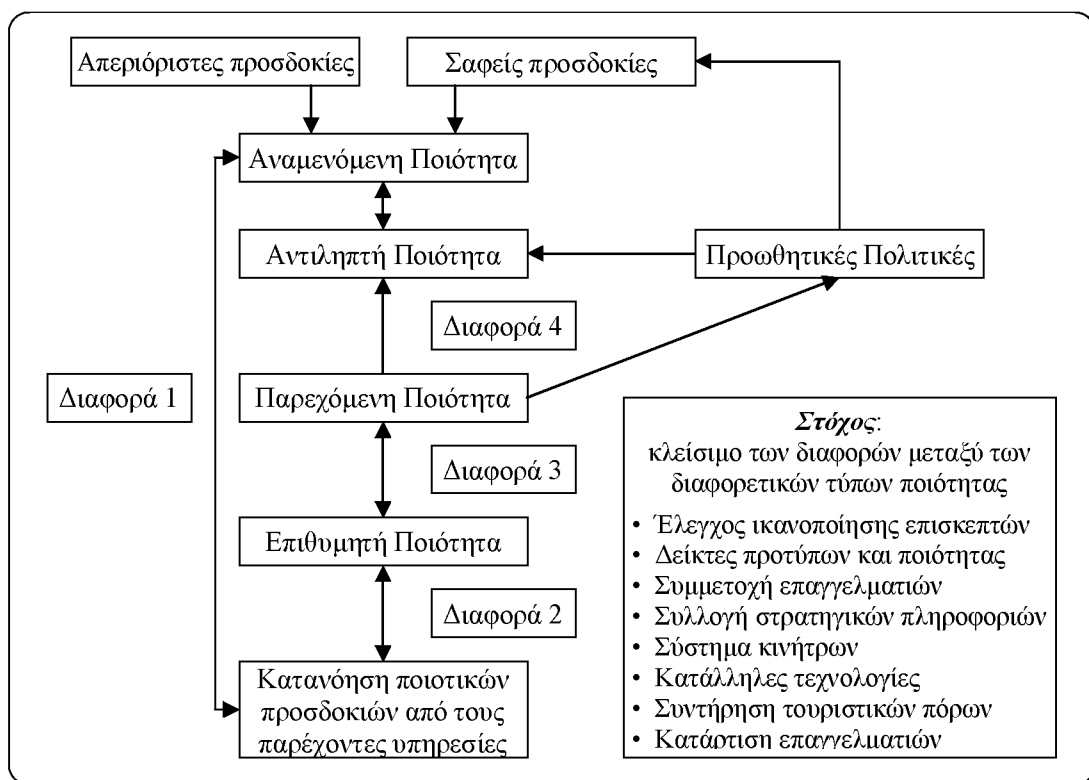 Απεριόριστες προσδοκίες
Σαφείς προσδοκίες
Αναμενόμενη Ποιότητα
Αντιληπτή Ποιότητα
Προωθητικές Πολιτικές
Διαφορά 4
Διαφορά 1
Παρεχόμενη Ποιότητα
Διαφορά 3
Επιθυμητή Ποιότητα
Διαφορά 2
Κατανόηση ποιοτικών
προσδοκιών από τους
παρέχοντες υπηρεσίες
Στόχος:
κλείσιμο των διαφορών μεταξύ των
διαφορετικών τύπων ποιότητας
• Έλεγχος ικανοποίησης επισκεπτών
• Δείκτες προτύπων και ποιότητας
• Συμμετοχή επαγγελματιών
• Συλλογή στρατηγικών πληροφοριών
• Σύστημα κινήτρων
• Κατάλληλες τεχνολογίες
• Συντήρηση τουριστικών πόρων
• Κατάρτιση επαγγελματιών